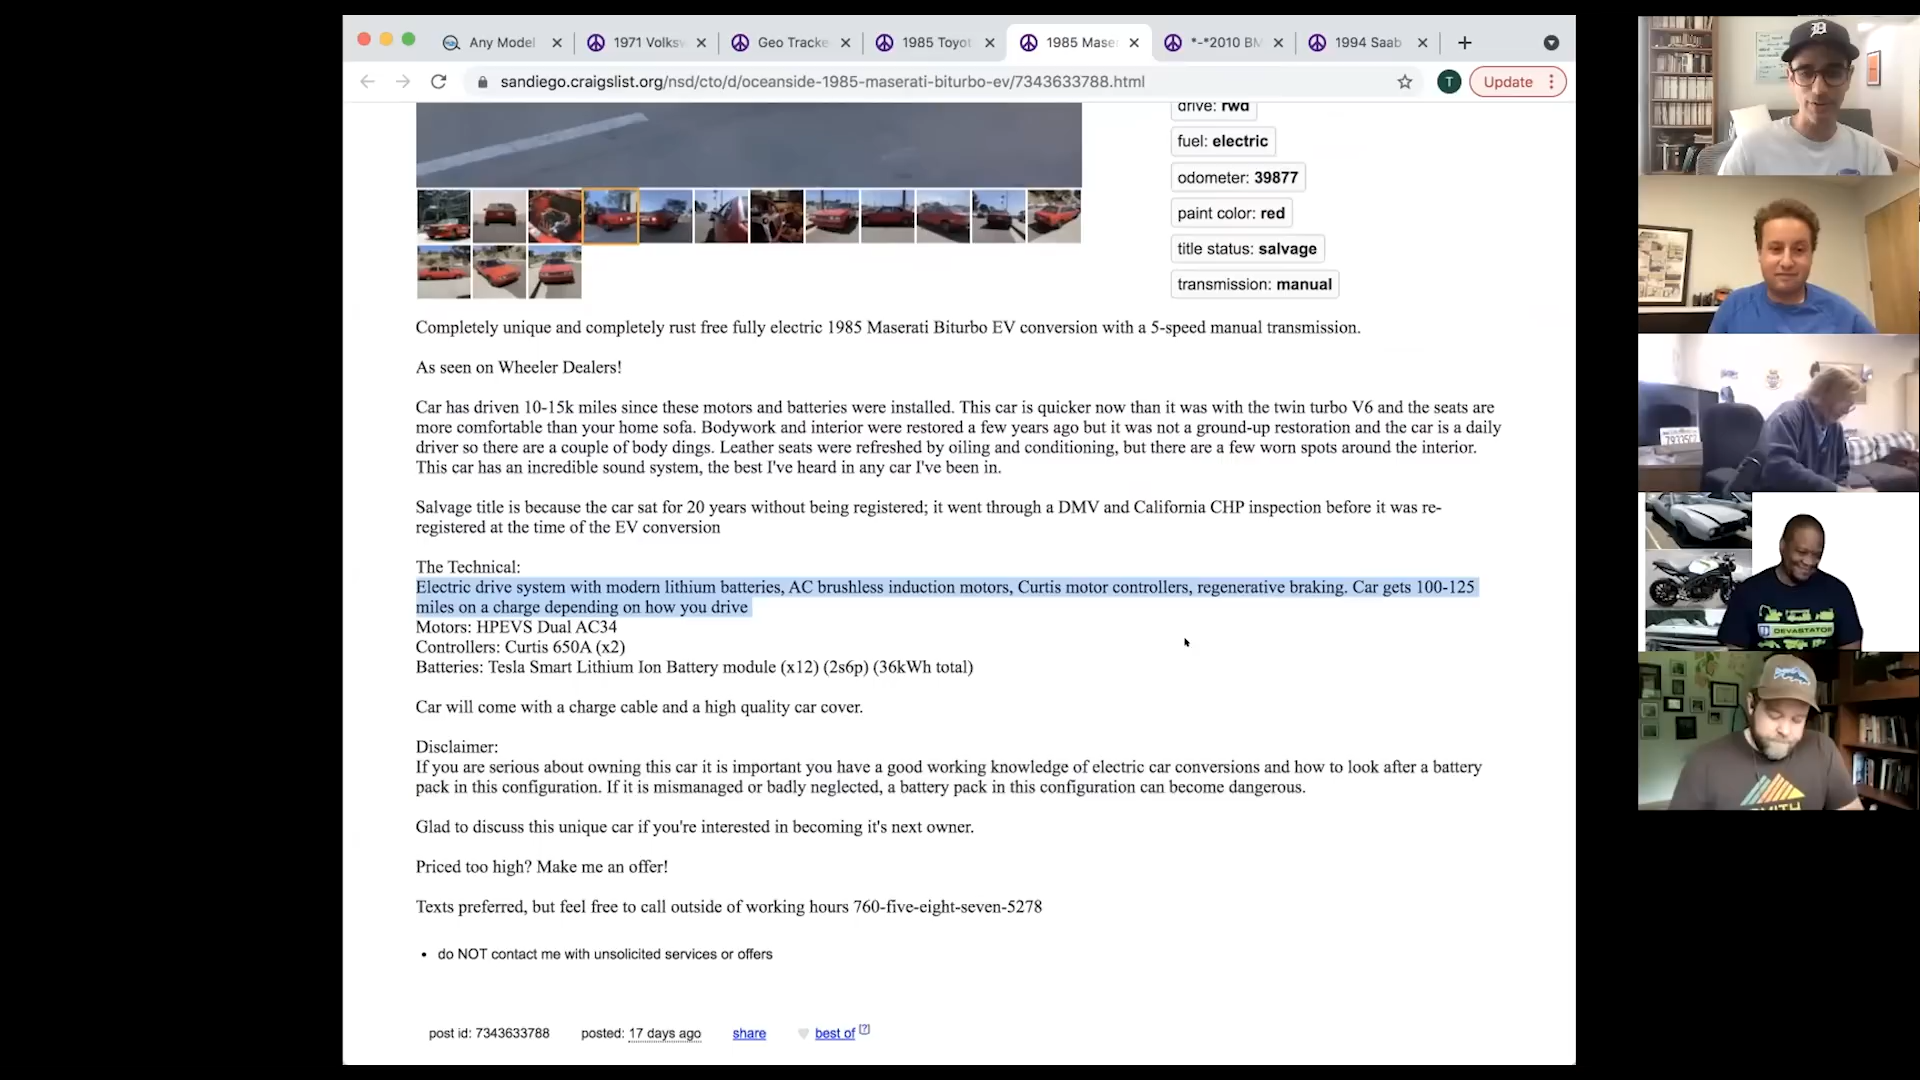 Any Model
1971 Volksw
Geo Tracke
1985 Toyot
1985 Mase
*-*2010 BM
1994 Saab
sandiego.craigslist.org/nsd/cto/d/oceanside-1985-maserati-biturbo-ev/7343633788.html
T
Update
drive: rwd
fuel: electric
odometer: 39877
paint color: red
title status: salvage
transmission: manual
Completely unique and completely rust free fully electric 1985 Maserati Biturbo EV conversion with a 5-speed manual transmission.
As seen on Wheeler Dealers!
Car has driven 10-15k miles since these motors and batteries were installed. This car is quicker now than it was with the twin turbo V6 and the seats are
more comfortable than your home sofa. Bodywork and interior were restored a few years ago but it was not a ground-up restoration and the car is a daily
driver so there are a couple of body dings. Leather seats were refreshed by oiling and conditioning, but there are a few worn spots around the interior.
This car has an incredible sound system, the best I've heard in any car I've been in.
Salvage title is because the car sat for 20 years without being registered; it went through a DMV and California CHP inspection before it was re-
registered at the time of the EV conversion
The Technical:
Electric drive system with modern lithium batteries, AC brushless induction motors, Curtis motor controllers, regenerative braking. Car gets 100-125
miles on a charge depending on how you drive
Motors: HPEVS Dual AC34
Controllers: Curtis 650A (x2)
Batteries: Tesla Smart Lithium Ion Battery module (x12) (2s6p) (36kWh total)
Car will come with a charge cable and a high quality car cover.
Disclaimer:
If you are serious about owning this car it is important you have a good working knowledge of electric car conversions and how to look after a battery
pack in this configuration. If it is mismanaged or badly neglected, a battery pack in this configuration can become dangerous.
Glad to discuss this unique car if you're interested in becoming it's next owner.
Priced too high? Make me an offer!
Texts preferred, but feel free to call outside of working hours 760-five-eight-seven-5278
do NOT contact me with unsolicited services or offers
post id: 7343633788
posted: 17 days ago
share
best of [?]
D
DEVASTATOR
SMITH